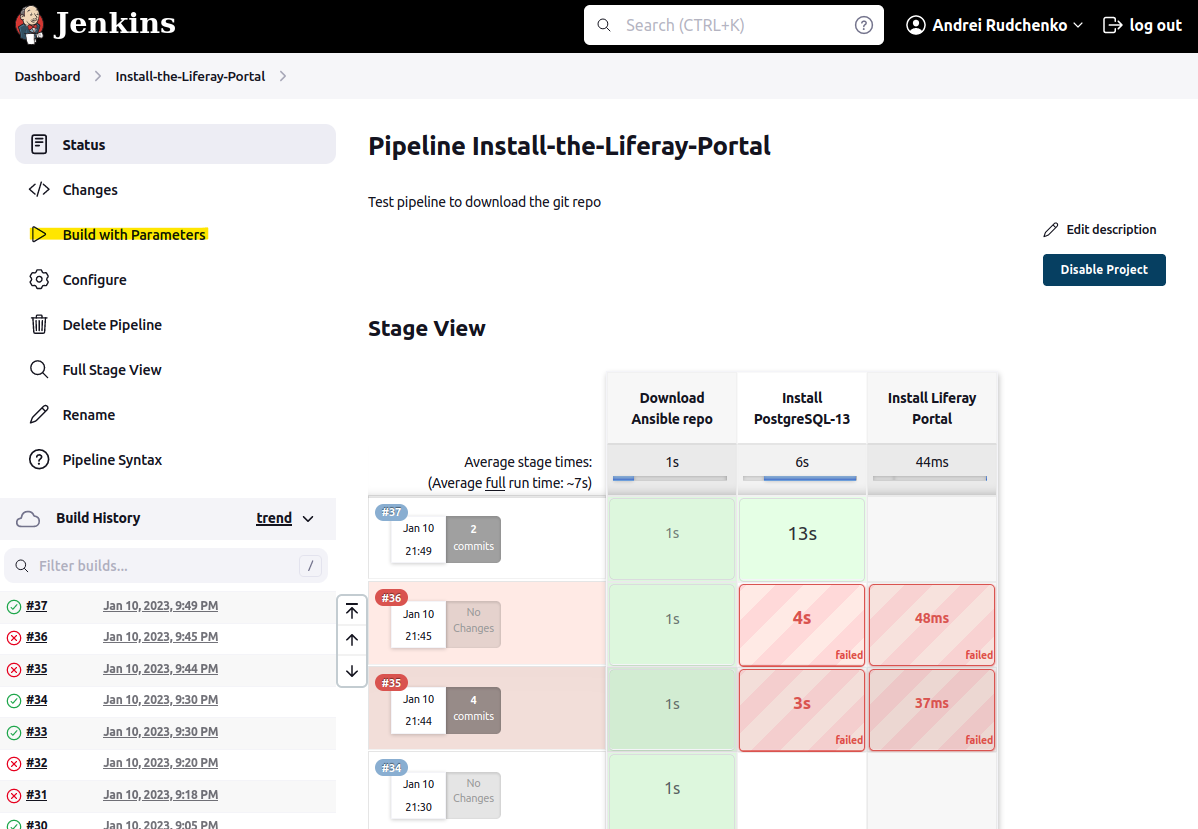 Jenkins
Search (CTRL+K)
?
Andrei Rudchenko
log out
Dashboard
Install-the-Liferay-Portal
Status
Changes
Build with Parameters
Configure
Delete Pipeline
Full Stage View
Rename
Pipeline Syntax
Build History
trend
Filter builds...
/
#37 Jan 10, 2023, 9:49 PM
#36 Jan 10, 2023, 9:45 PM
#35 Jan 10, 2023, 9:44 PM
#34 Jan 10, 2023, 9:30 PM
#33 Jan 10, 2023, 9:30 PM
#32 Jan 10, 2023, 9:20 PM
#31 Jan 10, 2023, 9:18 PM
#30 Jan 10, 2023, 9:05 PM
Pipeline Install-the-Liferay-Portal
Test pipeline to download the git repo
Edit description
Disable Project
Stage View
Download
Ansible repo
Install
PostgreSQL-13
Install Liferay
Portal
Average stage times:
(Average full run time: ~7s)
1s
6s
44ms
#37
Jan 10
21:49
2
commits
1s
13s
#36
Jan 10
21:45
No
Changes
1s
4s
failed
48ms
failed
#35
Jan 10
21:44
4
commits
1s
3s
failed
37ms
failed
#34
Jan 10
21:30
No
Changes
1s